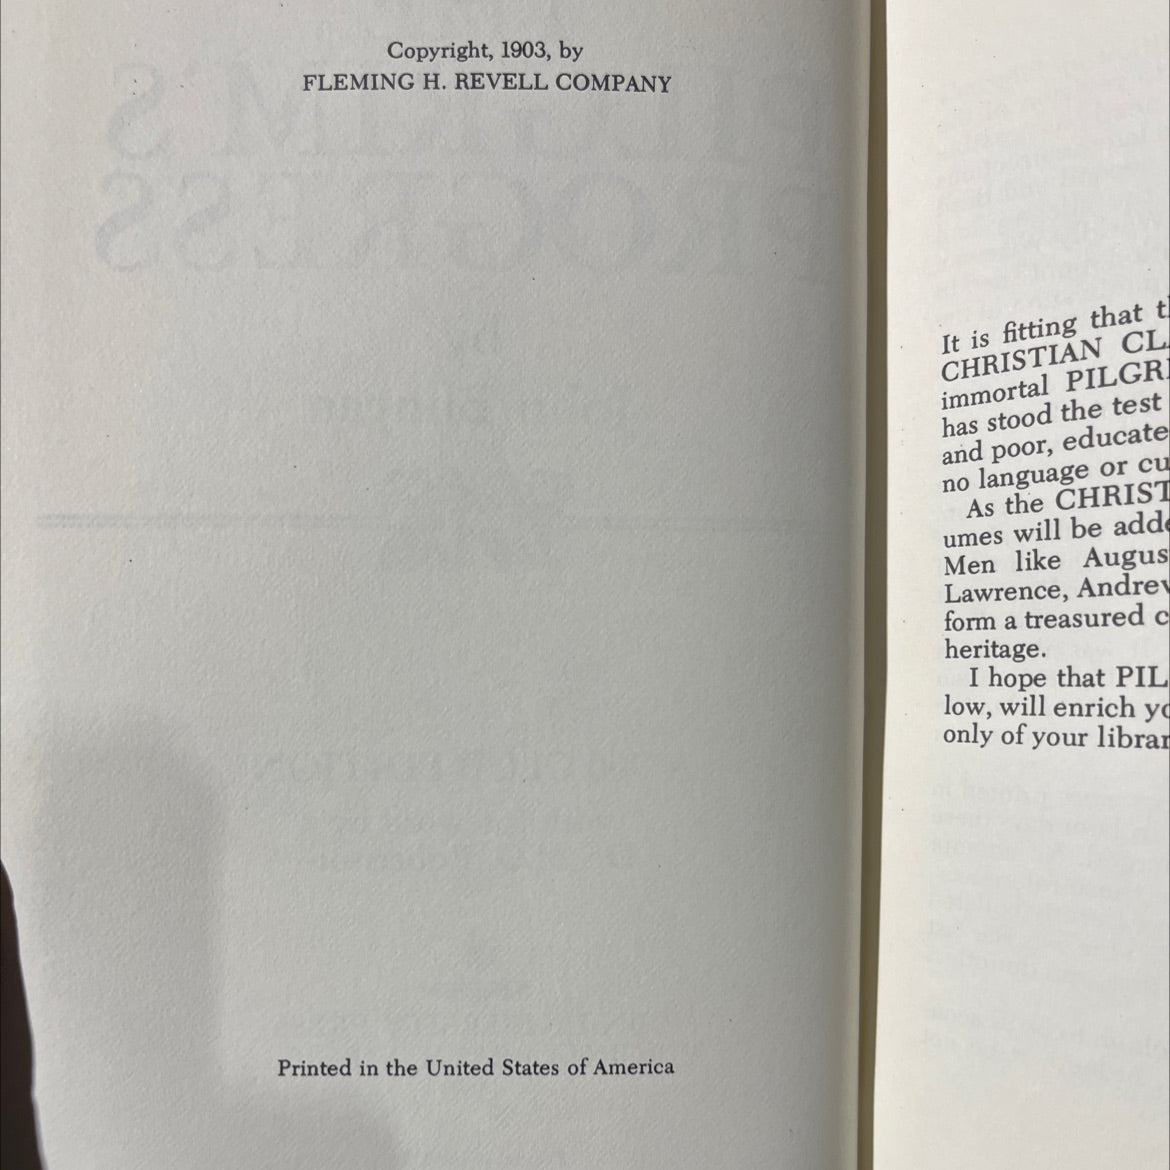 Copyright, 1903, by
FLEMING H. REVELL COMPANY
Printed in the United States of America
It is fitting that
CHRISTIAN
immortal
has stood the test
and poor,
no language or
As the
umes will be
Men like
Lawrence,
form a treasured
heritage.
I hope that
low, will enrich
only of your